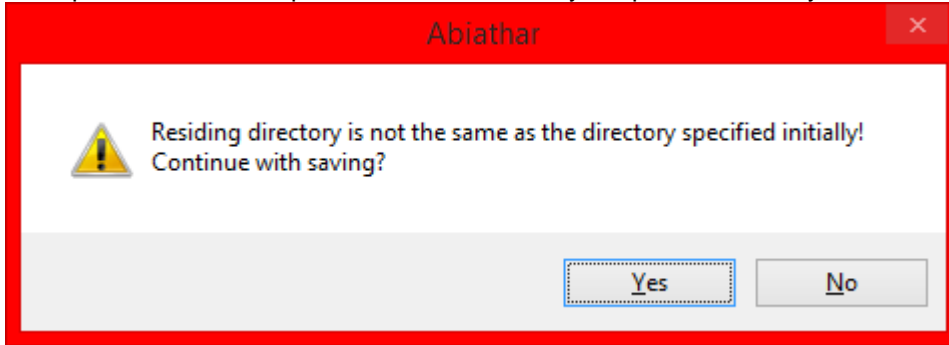 Abiathar
Residing directory is not the same as the directory specified initially!
Continue with saving?
Yes
No